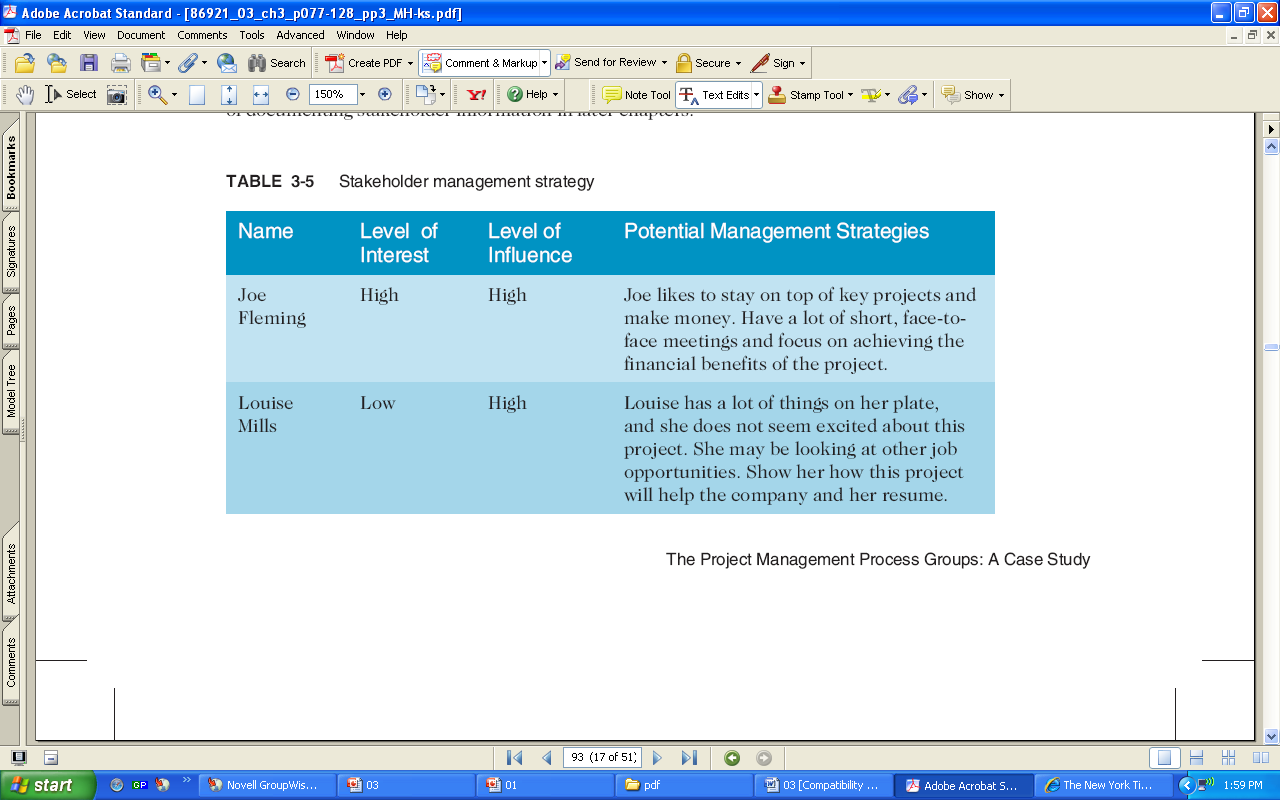 Adobe Acrobat Standard - [86921_03_ch3_p077-128_pp3_MH-ks.pdf]
File Edit View Document Comments Tools Advanced Window Help
Search Create PDF Comment & Markup Send for Review Secure Sign
Select 150% Y! Help Note Tool Text Edits Stamp Tool Show
of documenting stakeholder information in later chapters.
Bookmarks
Signatures
Pages
Model Tree
Attachments
Comments
TABLE 3-5 Stakeholder management strategy
Name Level of Interest Level of Influence Potential Management Strategies
Joe Fleming High High Joe likes to stay on top of key projects and
make money. Have a lot of short, face-to-
face meetings and focus on achieving the
financial benefits of the project.
Louise Mills Low High Louise has a lot of things on her plate,
and she does not seem excited about this
project. She may be looking at other job
opportunities. Show her how this project
will help the company and her resume.
The Project Management Process Groups: A Case Study
93 (17 of 51)
start GP Novell GroupWis... 03 01 pdf 03 [Compatibility ... Adobe Acrobat S... The New York Ti... 1:59 PM